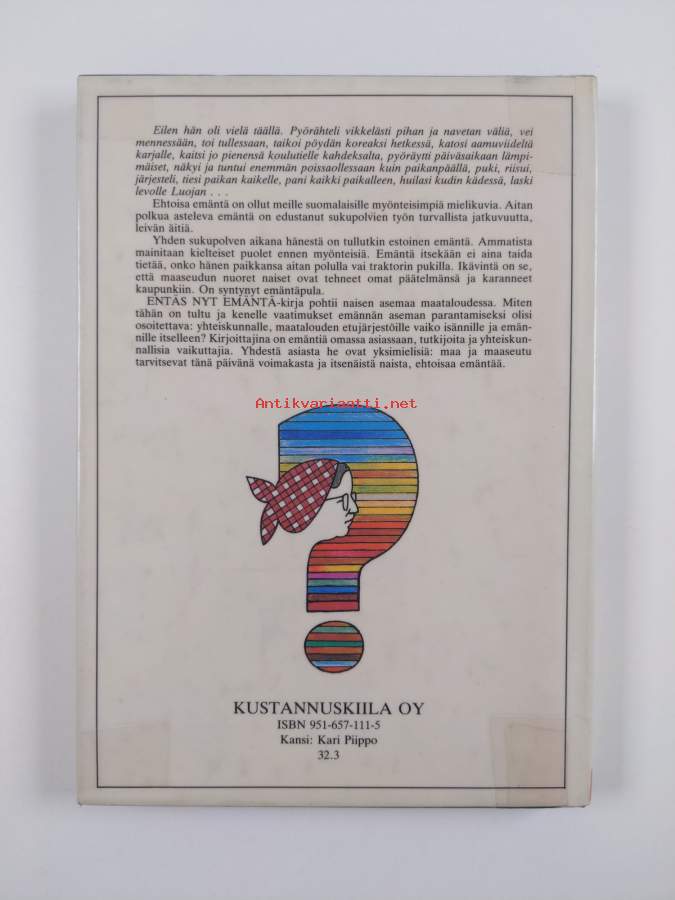 Eilen hän oli vielä täällä. Pyörähteli vikkelästi pihan ja navetan väliä, vei
mennessään, toi tullessaan, taikoi pöydän koreaksi hetkessä, katosi aamuviideltä
karjalle, kaitsi jo pienensä koulutielle kahdeksalta, pyöräytti päiväsaikaan lämpi-
mäiset, näkyi ja tuntui enemmän poissaollessaan kuin paikanpäällä, puki, riisui,
järjesteli, tiesi paikan kaikelle, pani kaikki paikalleen, huilasi kudin kädessä, laski
levolle Luojan . . .
Ehtoisa emäntä on ollut meille suomalaisille myönteisimpiä mielikuvia. Aitan
polkua asteleva emäntä on edustanut sukupolvien työn turvallista jatkuvuutta,
leivän äitiä.
Yhden sukupolven aikana hänestä on tullutkin estoinen emäntä. Ammatista
mainitaan kielteiset puolet ennen myönteisiä. Emäntä itsekään ei aina taida
tietää, onko hänen paikkansa aitan polulla vai traktorin pukilla. Ikävintä on se,
että maaseudun nuoret naiset ovat tehneet omat päätelmänsä ja karanneet
kaupunkiin. On syntynyt emäntäpula.
ENTÄS NYT EMÄNTÄ-kirja pohtii naisen asemaa maataloudessa. Miten
tähän on tultu ja kenelle vaatimukset emännän aseman parantamiseksi olisi
osoitettava: yhteiskunnalle, maatalouden etujärjestöille vaiko isännille ja emän-
nille itselleen? Kirjoittajina on emäntiä omassa asiassaan, tutkijoita ja yhteiskun-
nallisia vaikuttajia. Yhdestä asiasta he ovat yksimielisiä: maa ja maaseutu
tarvitsevat tänä päivänä voimakasta ja itsenäistä naista, ehtoisaa emäntää.
Antikvariaatti.net
KUSTANNUSKIILA OY
ISBN 951-657-111-5
Kansi: Kari Piippo
32.3